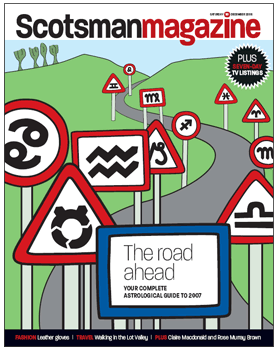 Scotsmanmagazine
PLUS
SEVEN-DAY
TV LISTINGS
The road
ahead
YOUR COMPLETE
ASTROLOGICAL GUIDE TO 2007
FASHION Leather gloves | TRAVEL Walking in the Lot Valley | PLUS Claire Macdonald and Rose Murray Brown